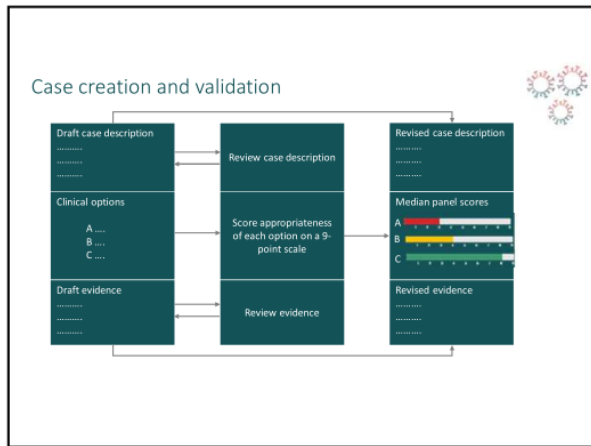 Case creation and validation
Draft case description
..........
..........
..........
Clinical options
A ....
B ....
C ....
Draft evidence
..........
..........
..........
Review case description
Score appropriateness
of each option on a 9-
point scale
Review evidence
Revised case description
..........
..........
..........
Median panel scores
A
B
C
Revised evidence
..........
..........
..........